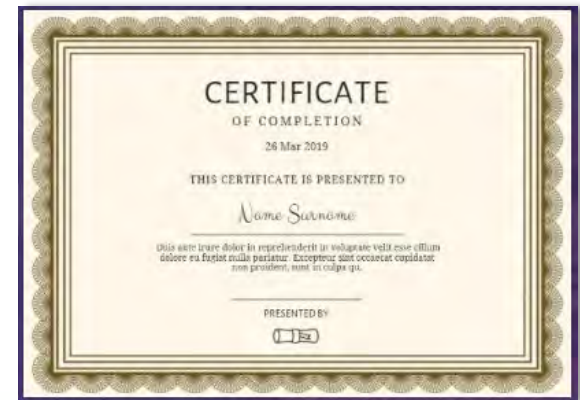 CERTIFICATE
OF COMPLETION
26 Mar 2019
THIS CERTIFICATE IS PRESENTED TO
Name Surname
Duis aute irure dolor in reprehenderit in voluptate velit esse cillum
dolore eu fugiat nulla pariatur. Excepteur sint occaecat cupidatat
non proident, sunt in culpa qu.
PRESENTED BY